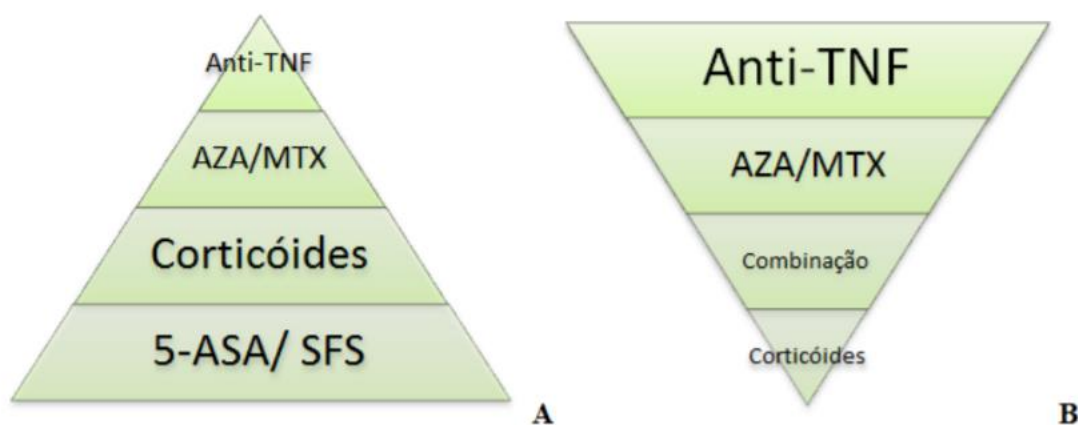 Anti-TNF
AZA/MTX
Corticóides
5-ASA/ SFS
A
Anti-TNF
AZA/MTX
Combinação
Corticóides
B